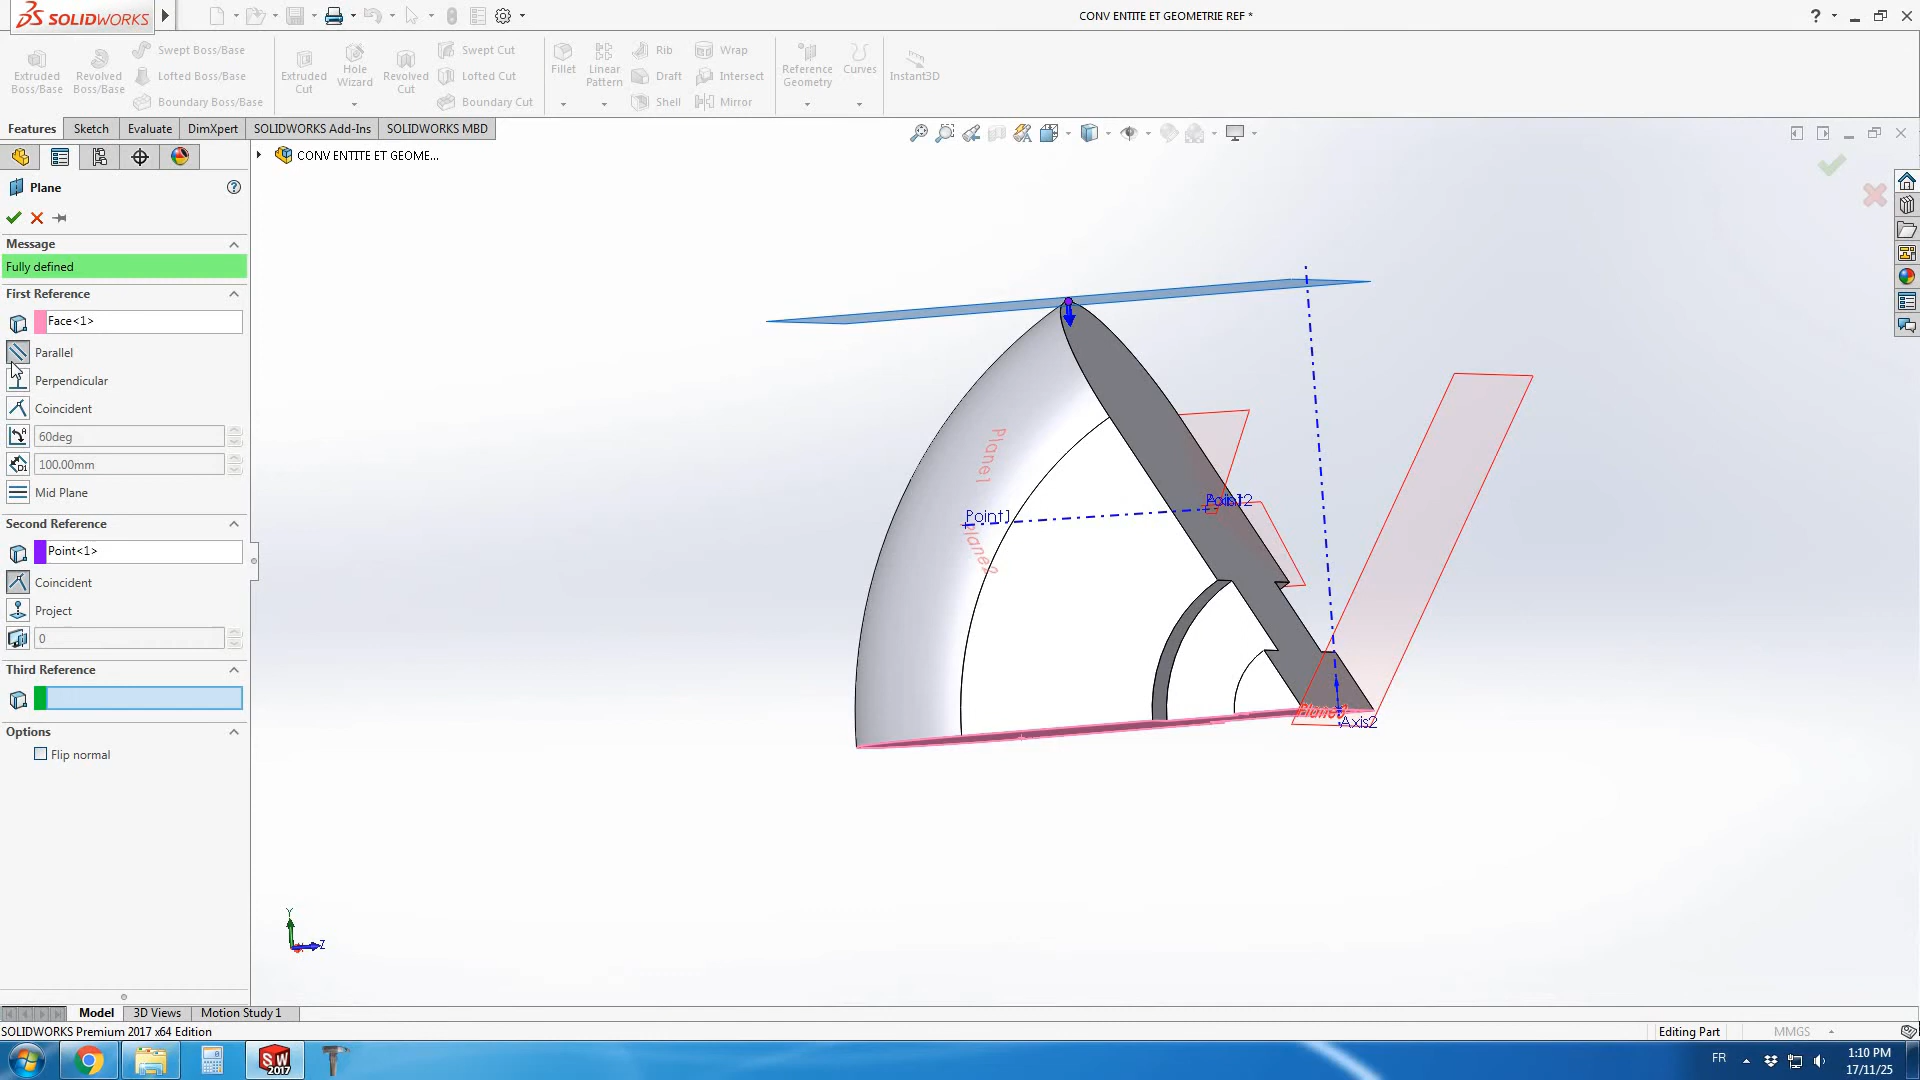 SOLIDWORKS
CONV ENTITE ET GEOMETRIE REF *
Extruded Boss/Base
Revolved Boss/Base
Swept Boss/Base
Lofted Boss/Base
Boundary Boss/Base
Extruded Cut
Hole Wizard
Revolved Cut
Swept Cut
Lofted Cut
Boundary Cut
Fillet
Linear Pattern
Rib
Draft
Shell
Wrap
Intersect
Mirror
Reference Geometry
Curves
Instant3D
Features
Sketch
Evaluate
DimXpert
SOLIDWORKS Add-Ins
SOLIDWORKS MBD
CONV ENTITE ET GEOME...
Plane
Message
Fully defined
First Reference
Face<1>
Parallel
Perpendicular
Coincident
60deg
100.00mm
Mid Plane
Second Reference
Point<1>
Coincident
Project
0
Third Reference
Options
Flip normal
Plane1
Point1
Plane2
Axis2
Y
Z
Model
3D Views
Motion Study 1
SOLIDWORKS Premium 2017 x64 Edition
Editing Part
MMGS
SW
2017
FR
1:10 PM
17/11/25